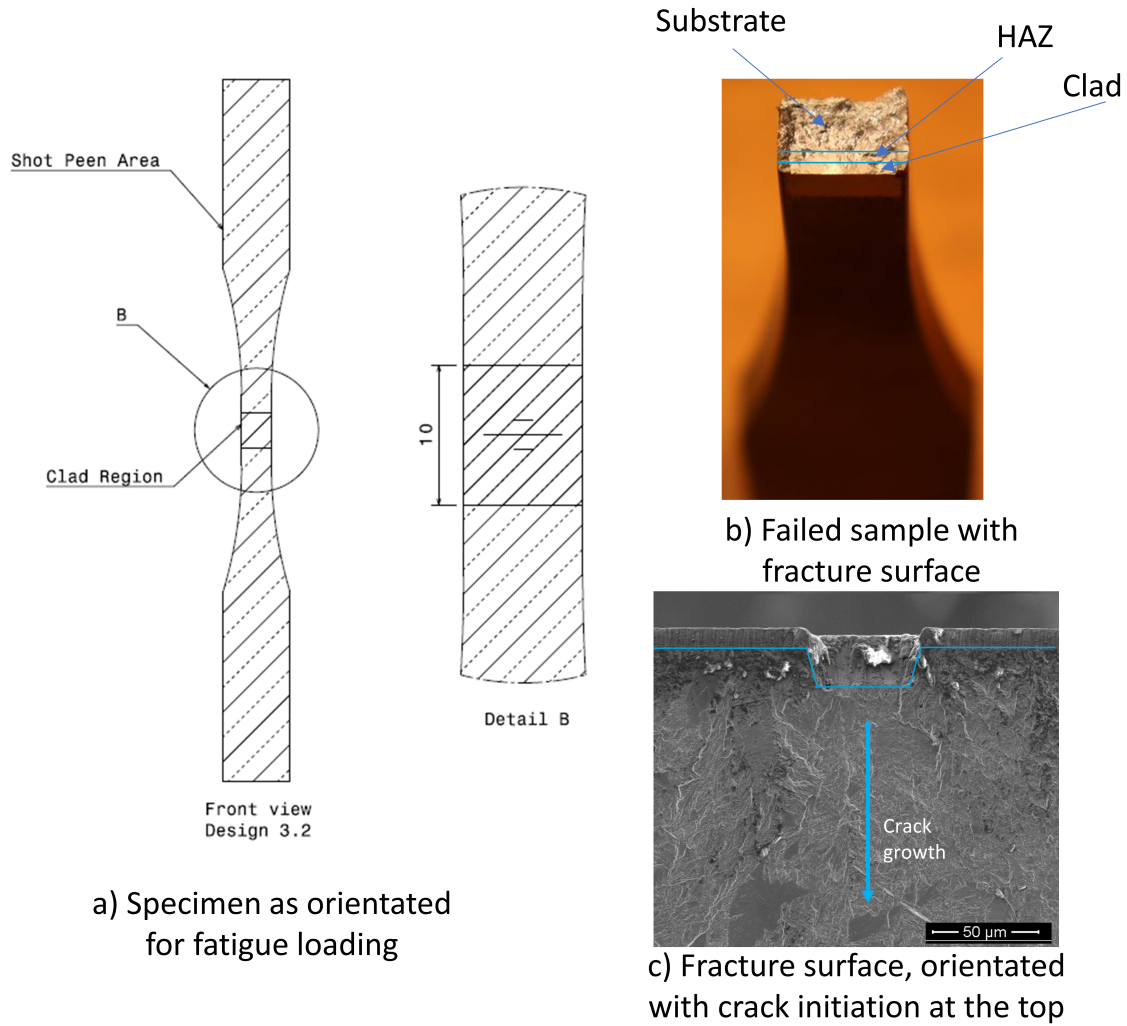 Shot Peen Area
B
Clad Region
10
Front view
Design 3.2
Detail B
a) Specimen as orientated
for fatigue loading
Substrate
HAZ
Clad
b) Failed sample with
fracture surface
Crack
growth
50 µm
c) Fracture surface, orientated
with crack initiation at the top